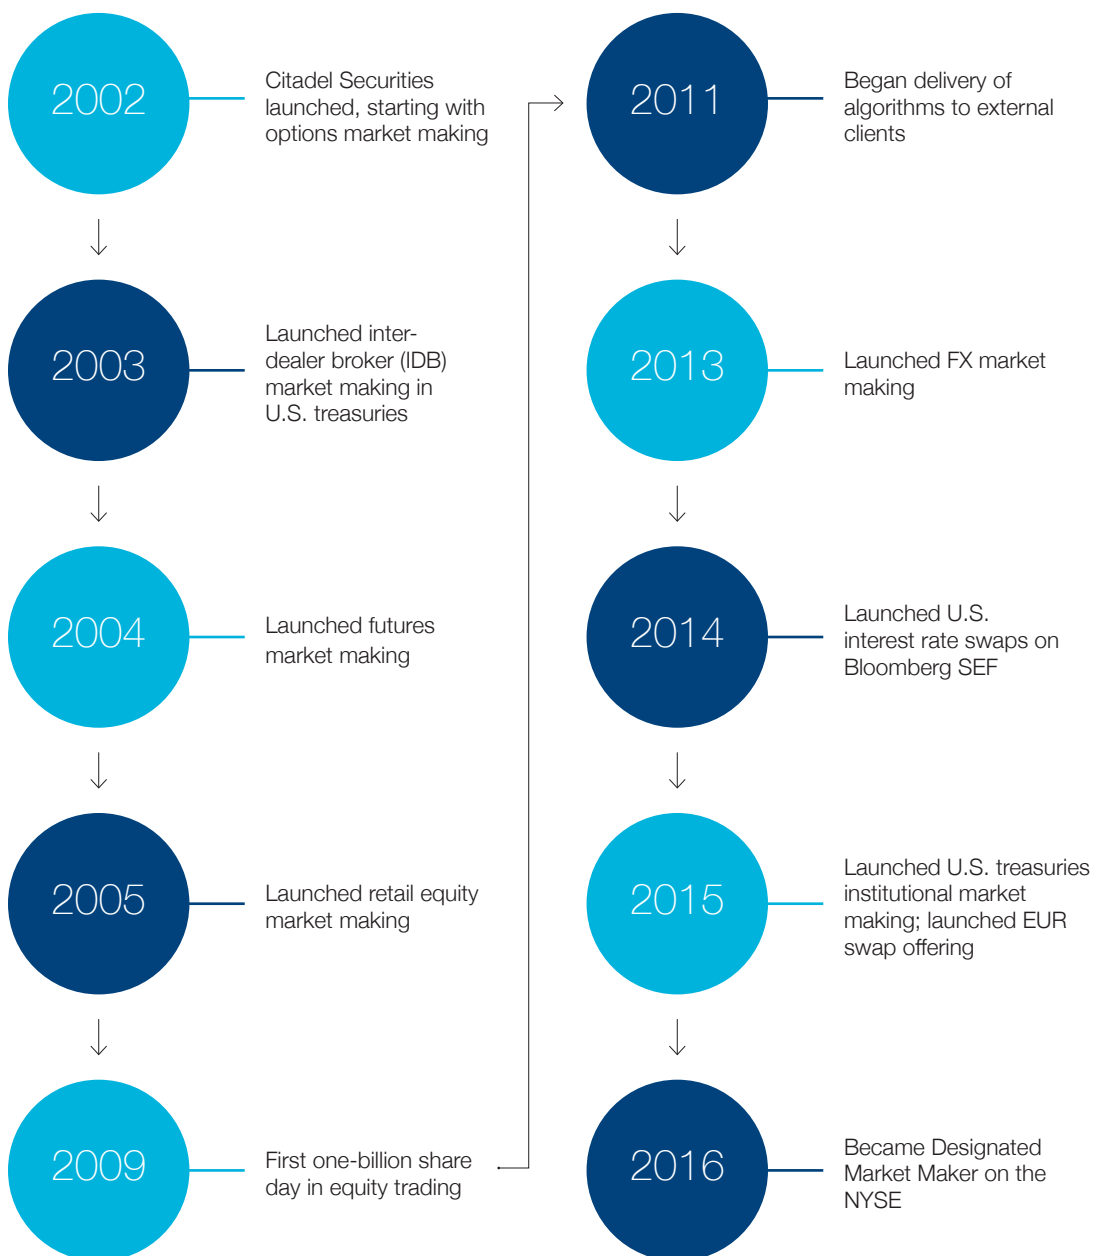 2002
Citadel Securities
launched, starting with
options market making
2003
Launched inter-
dealer broker (IDB)
market making in
U.S. treasuries
2004
Launched futures
market making
2005
Launched retail equity
market making
2009
First one-billion share
day in equity trading
2011
Began delivery of
algorithms to external
clients
2013
Launched FX market
making
2014
Launched U.S.
interest rate swaps on
Bloomberg SEF
2015
Launched U.S. treasuries
institutional market
making; launched EUR
swap offering
2016
Became Designated
Market Maker on the
NYSE